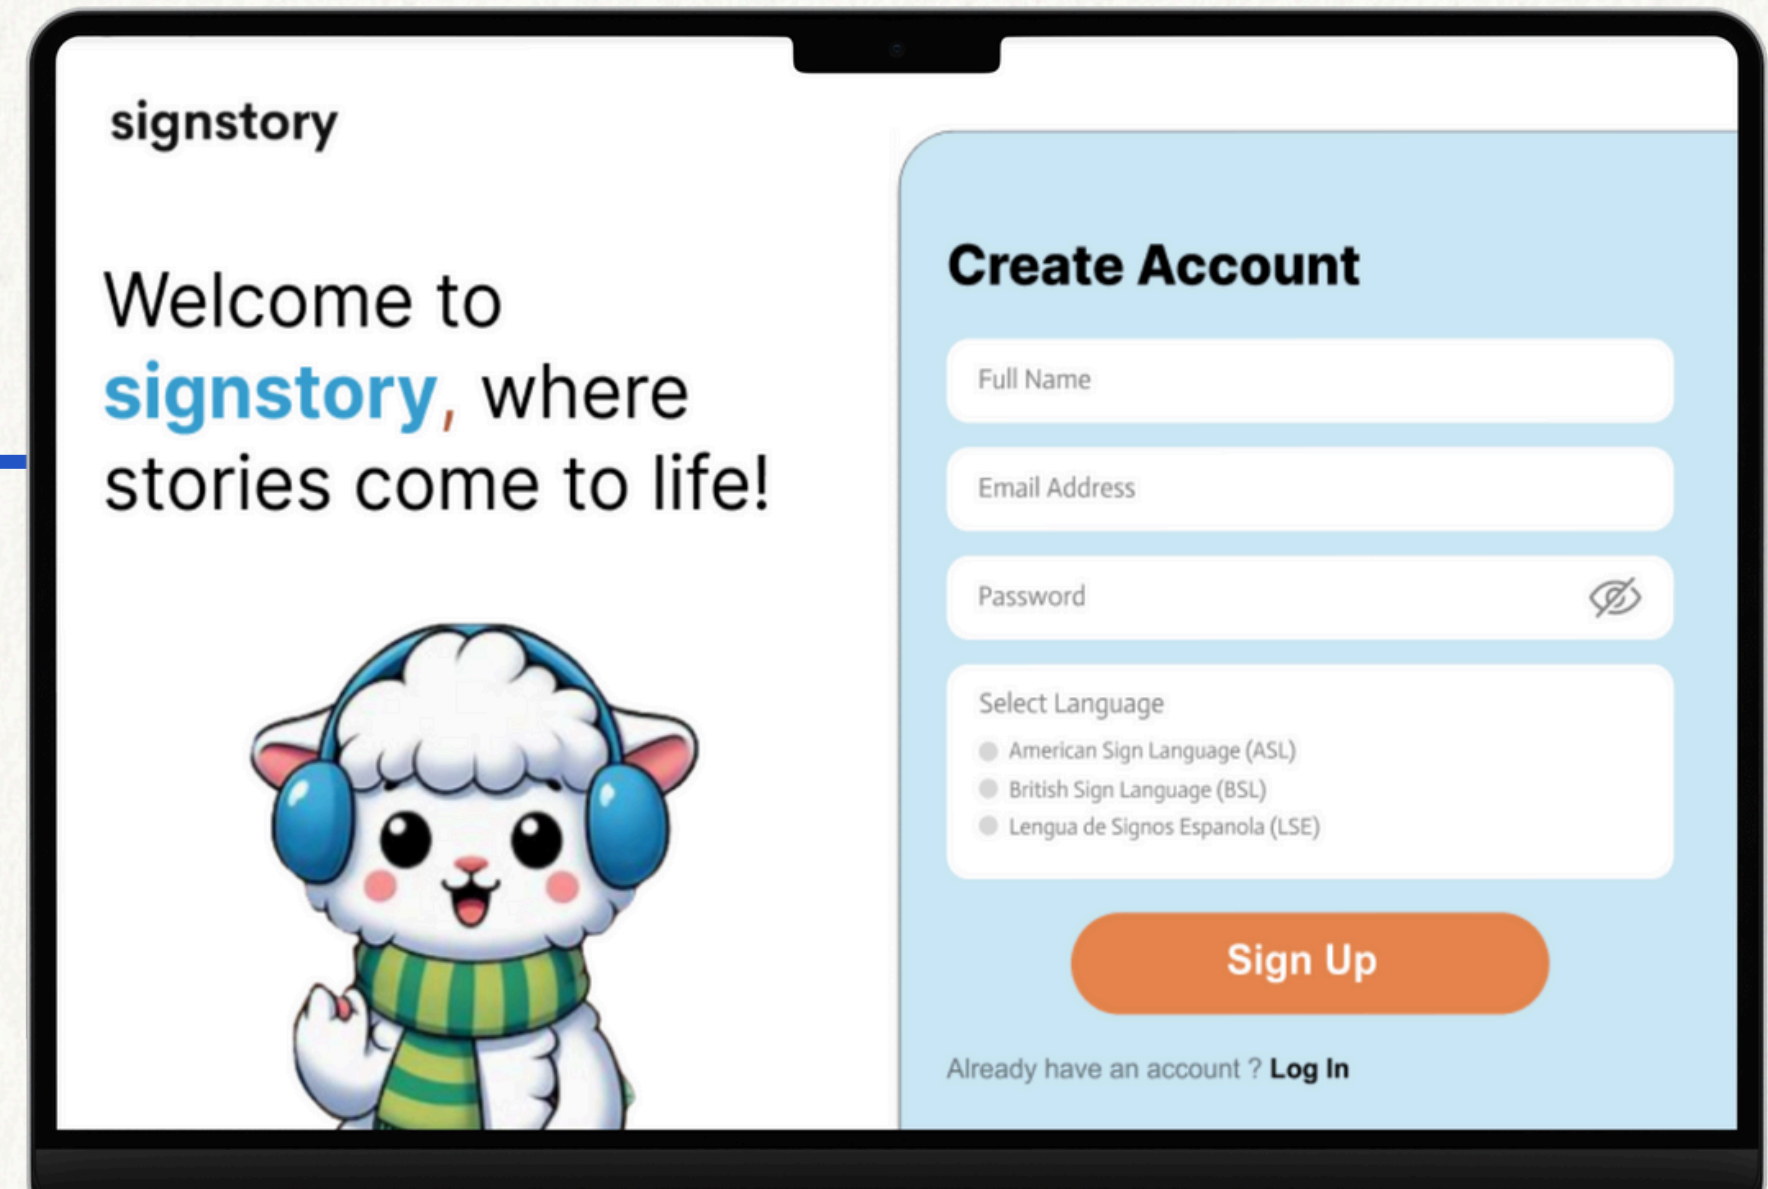 signstory
Welcome to
signstory, where
stories come to life!
Create Account
Full Name
Email Address
Password
Select Language
American Sign Language (ASL)
British Sign Language (BSL)
Lengua de Signos Espanola (LSE)
Sign Up
Already have an account ? Log In